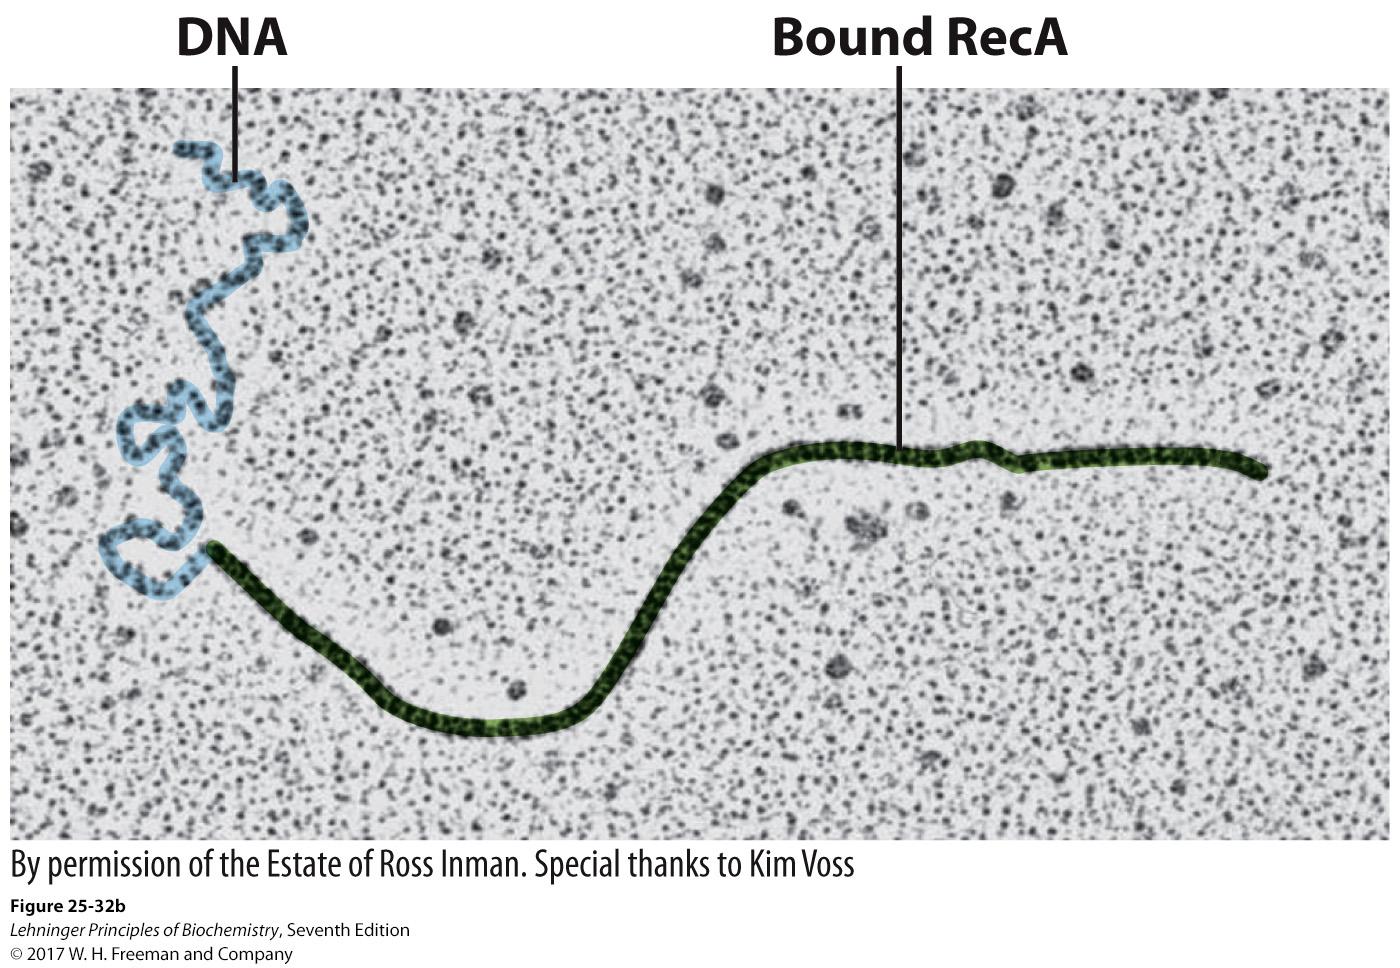 DNA
Bound RecA
By permission of the Estate of Ross Inman. Special thanks to Kim Voss
Figure 25-32b
Lehninger Principles of Biochemistry, Seventh Edition
© 2017 W. H. Freeman and Company